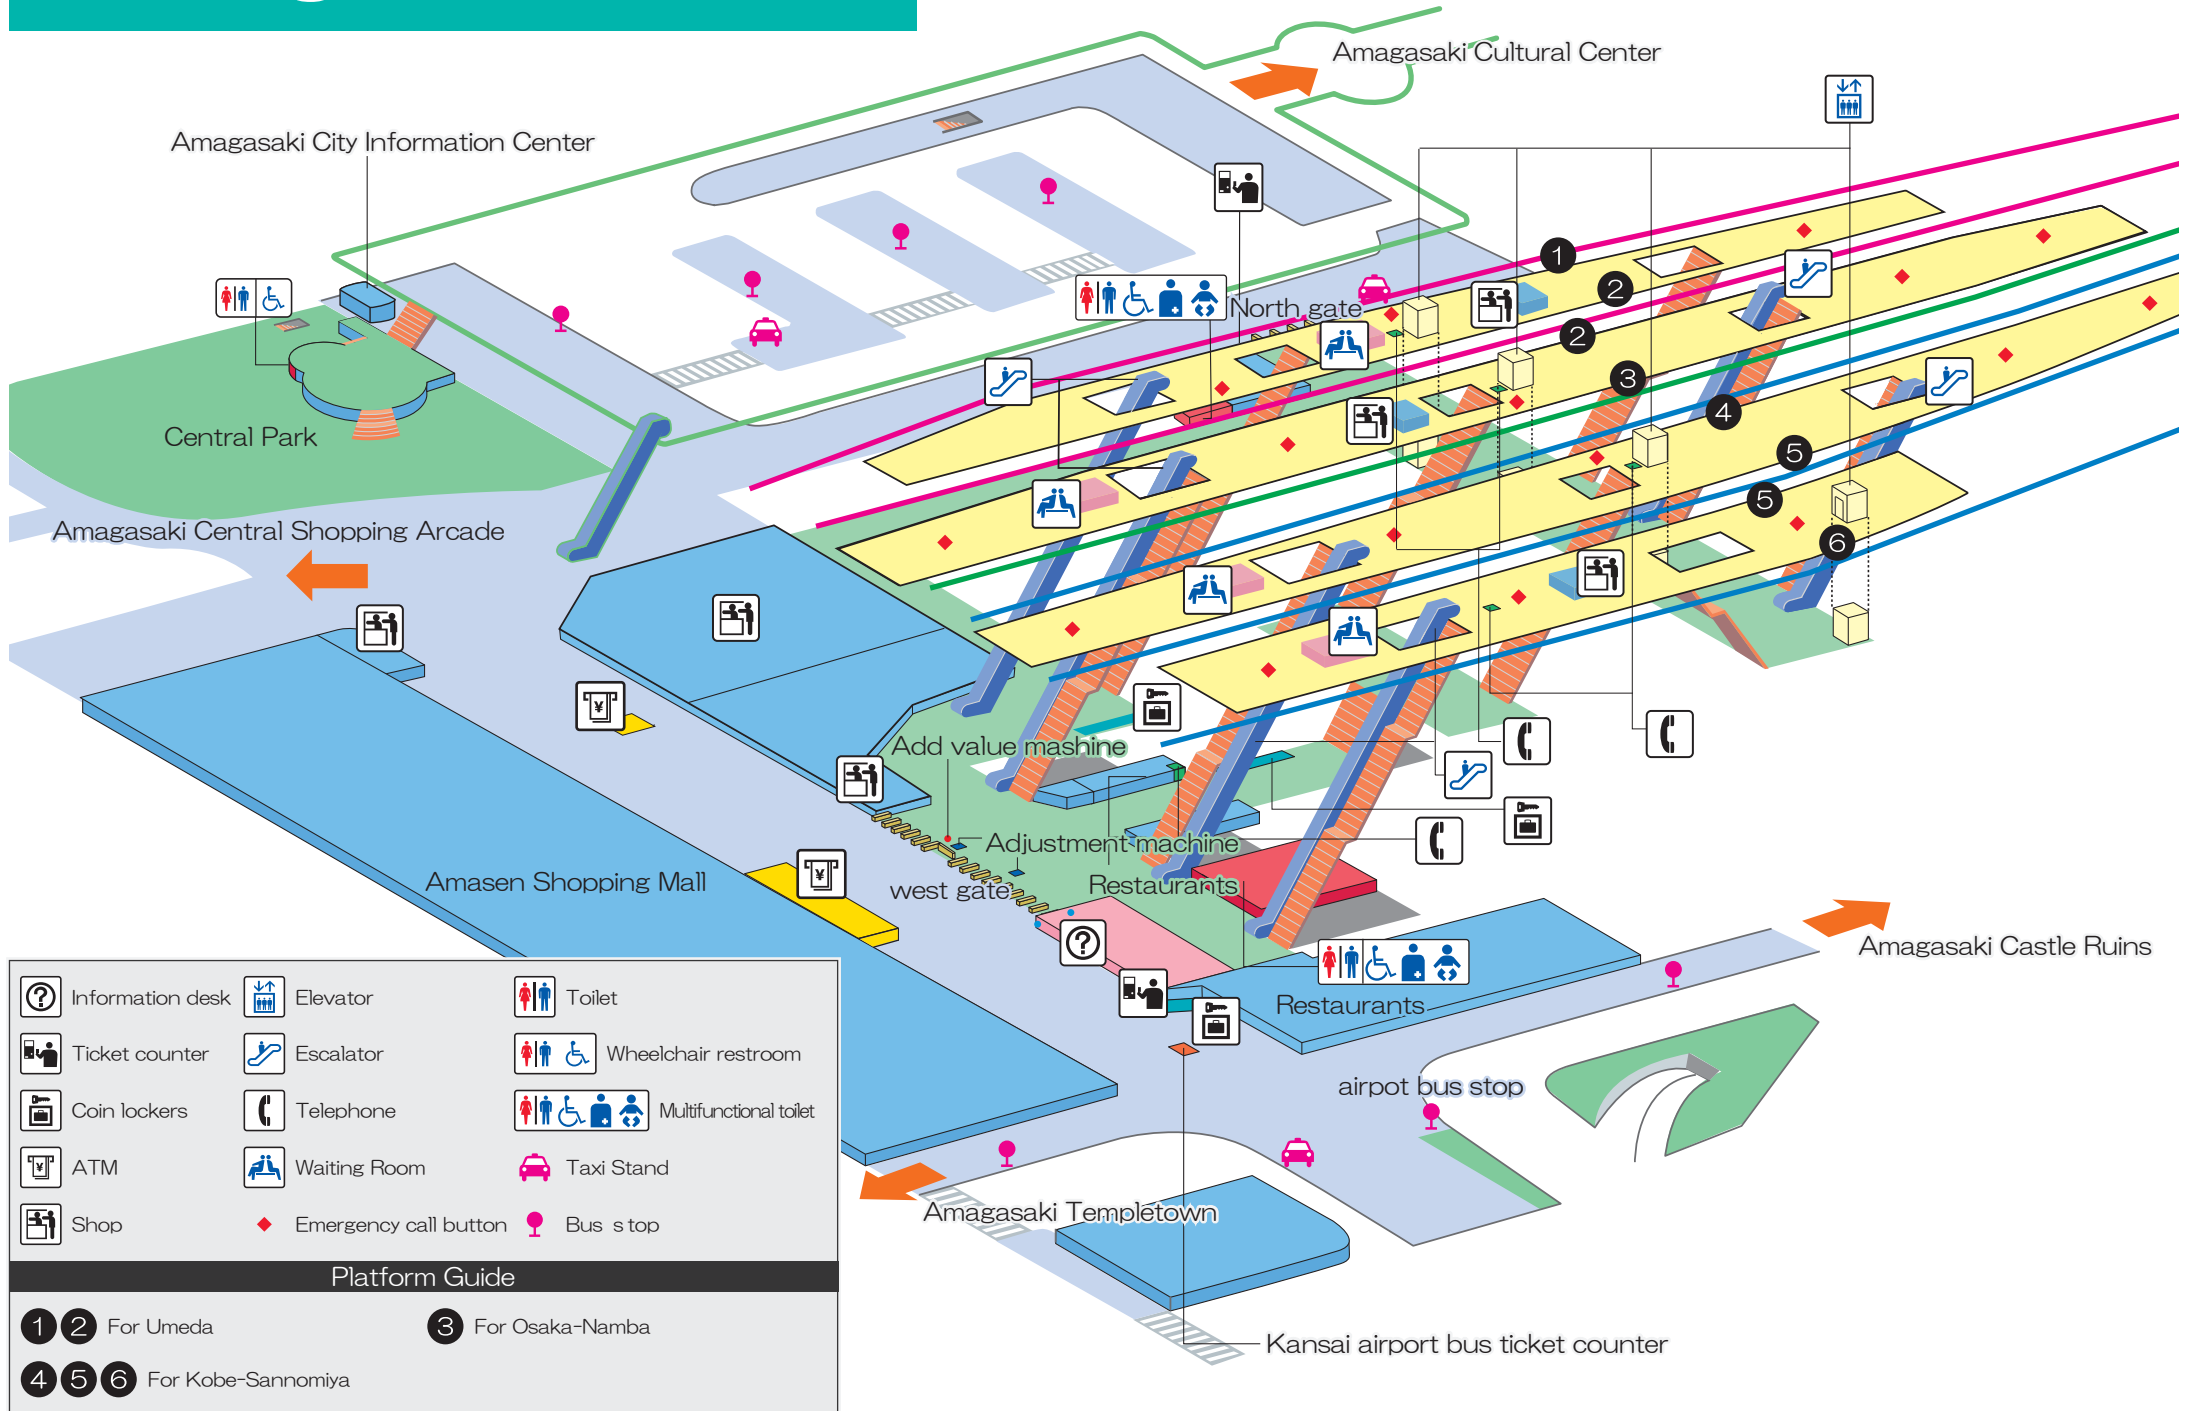 Amagasaki Cultural Center
Amagasaki City Information Center
North gate
1
2
2
3
4
5
5
6
Central Park
Amagasaki Central Shopping Arcade
Add value mashine
Adjustment machine
west gate
Restaurants
Amasen Shopping Mall
Amagasaki Castle Ruins
Restaurants
airpot bus stop
Amagasaki Templetown
Kansai airport bus ticket counter
¥
¥
?
? Information desk Elevator Toilet
Ticket counter Escalator Wheelchair restroom
Coin lockers Telephone Multifunctional toilet
¥ ATM Waiting Room Taxi Stand
Shop Emergency call button Bus stop
Platform Guide
1 2 For Umeda 3 For Osaka-Namba
4 5 6 For Kobe-Sannomiya